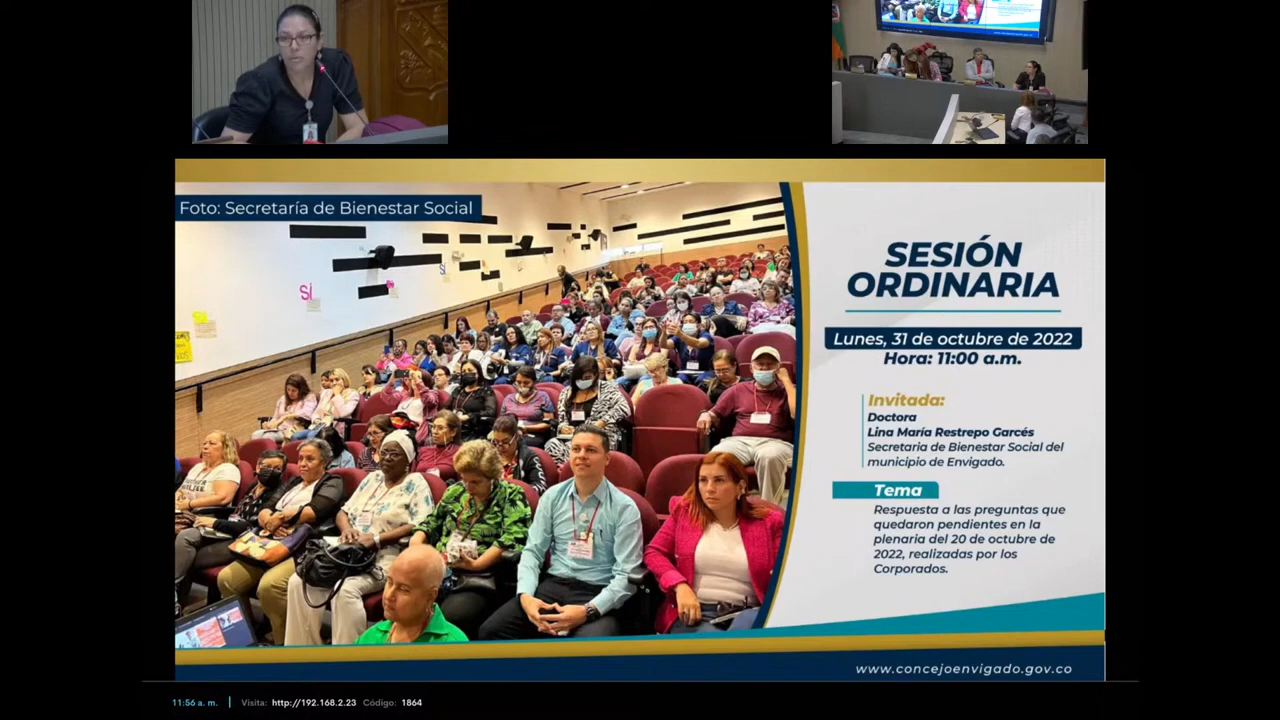 Foto: Secretaría de Bienestar Social
SÍ
SÍ
SESIÓN
ORDINARIA
Lunes, 31 de octubre de 2022
Hora: 11:00 a.m.
Invitada:
Doctora
Lina María Restrepo Garcés
Secretaria de Bienestar Social del
municipio de Envigado.
Tema
Respuesta a las preguntas que
quedaron pendientes en la
plenaria del 20 de octubre de
2022, realizadas por los
Corporados.
www.concejoenvigado.gov.co
11:56 a. m. | Visita: http://192.168.2.23 Código: 1864